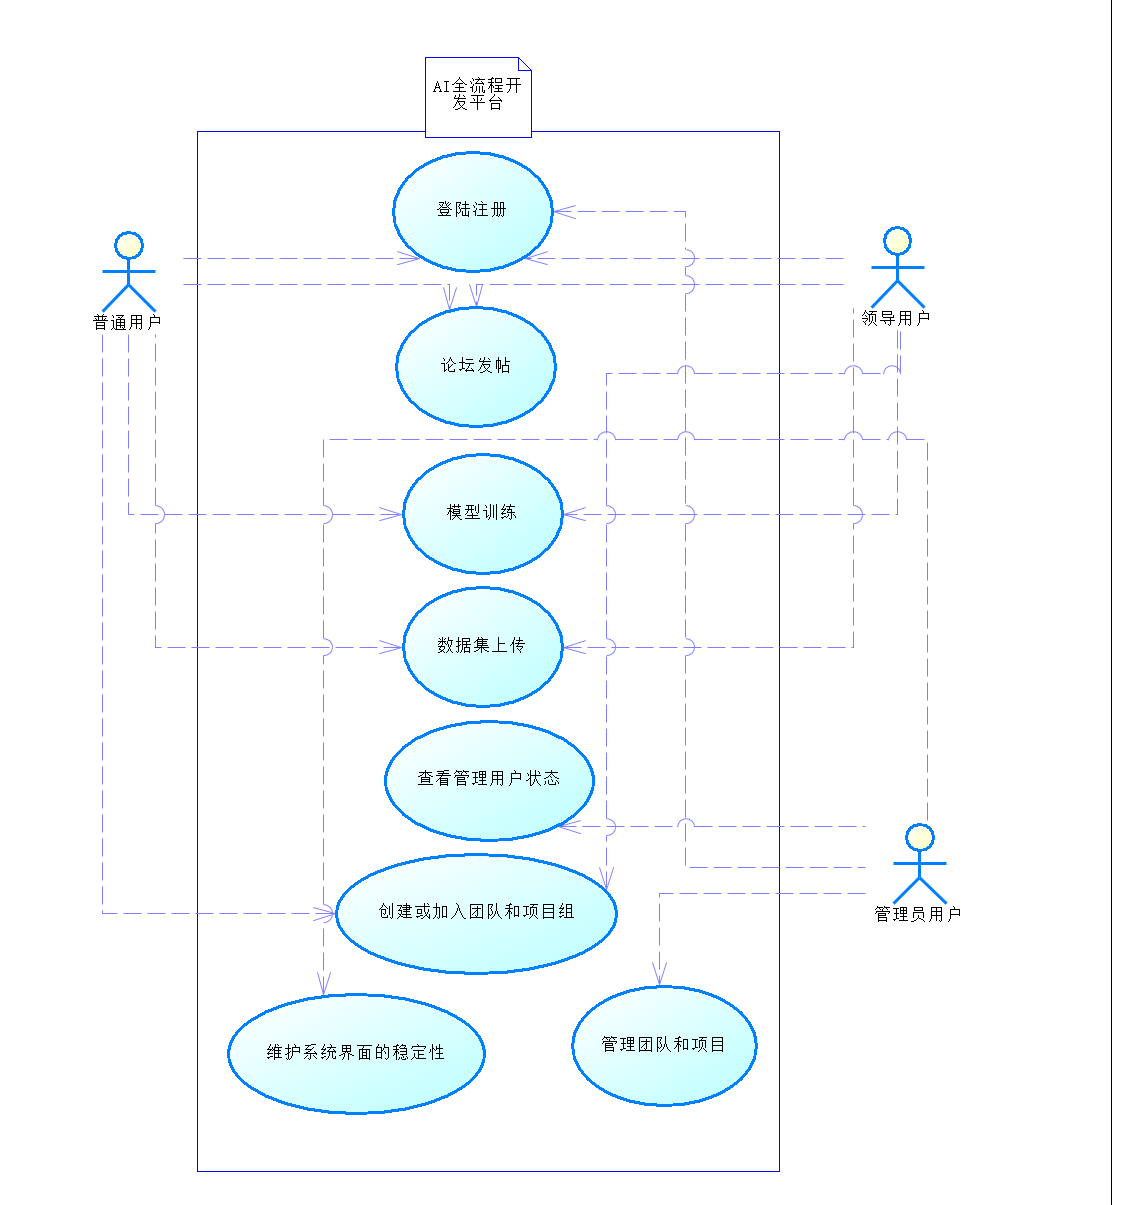 AI全流程开
发平台
登陆注册
普通用户
领导用户
论坛发帖
模型训练
数据集上传
查看管理用户状态
创建或加入团队和项目组
管理员用户
维护系统界面的稳定性
管理团队和项目